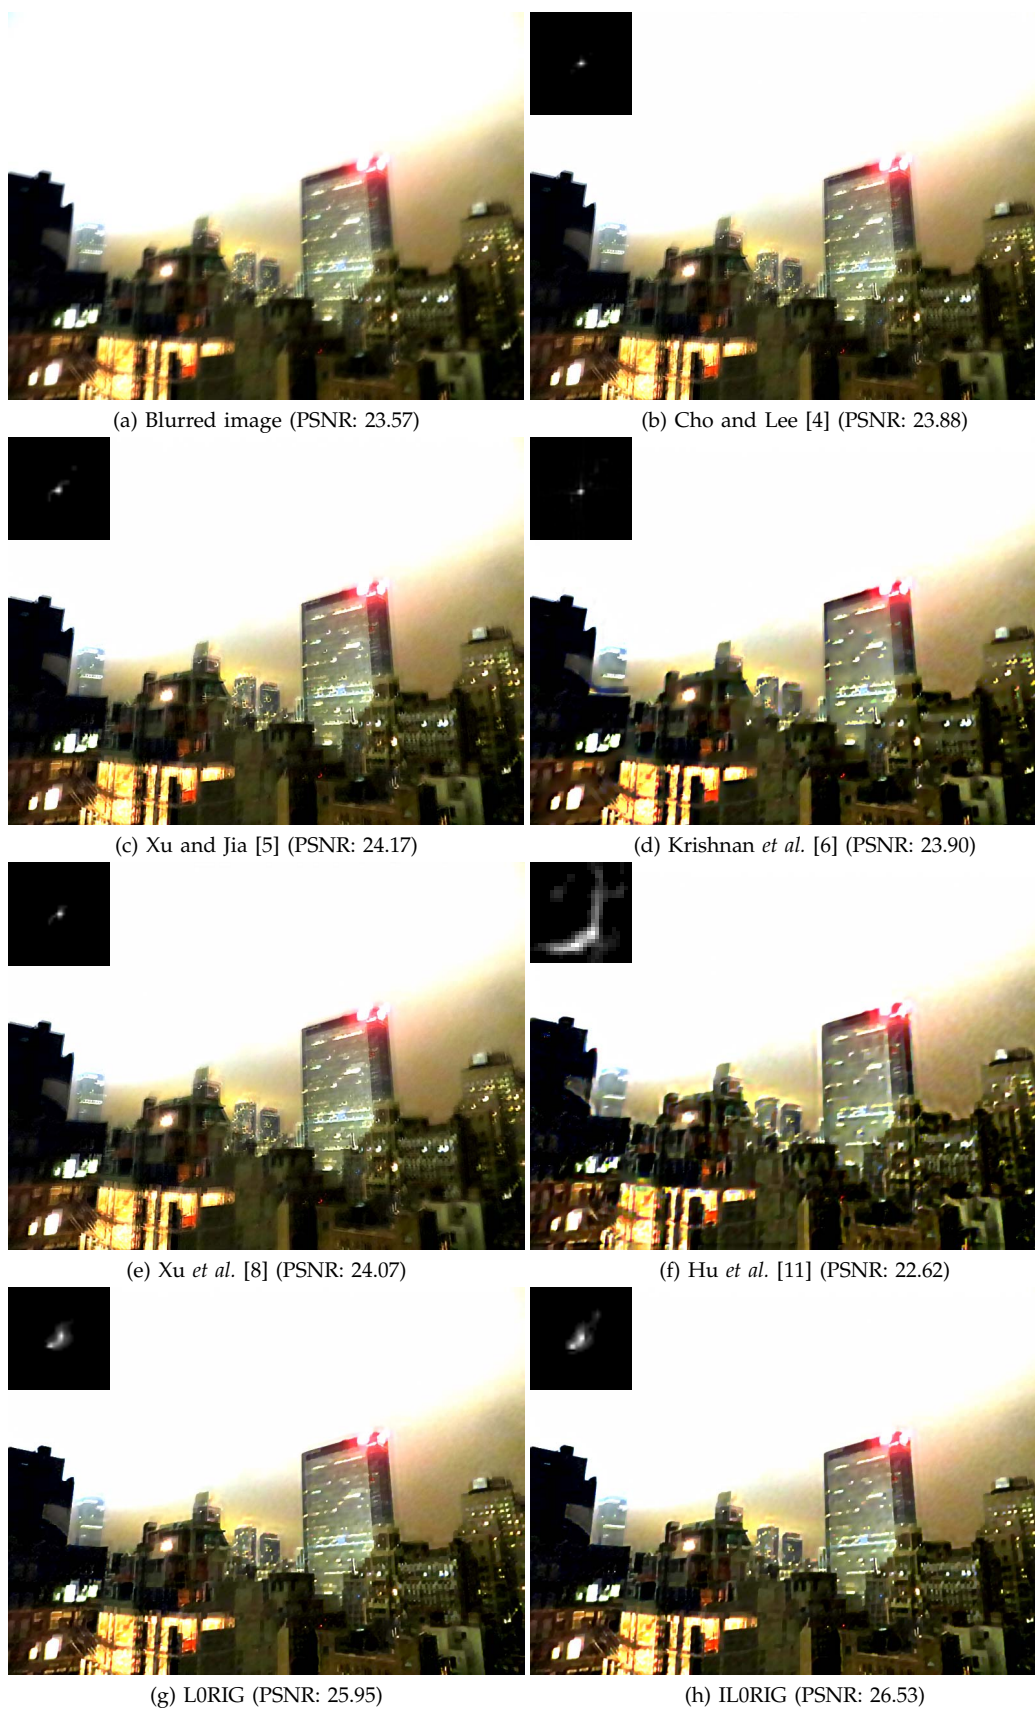 (a) Blurred image (PSNR: 23.57)
(b) Cho and Lee [4] (PSNR: 23.88)
(c) Xu and Jia [5] (PSNR: 24.17)
(d) Krishnan et al. [6] (PSNR: 23.90)
(e) Xu et al. [8] (PSNR: 24.07)
(f) Hu et al. [11] (PSNR: 22.62)
(g) L0RIG (PSNR: 25.95)
(h) IL0RIG (PSNR: 26.53)